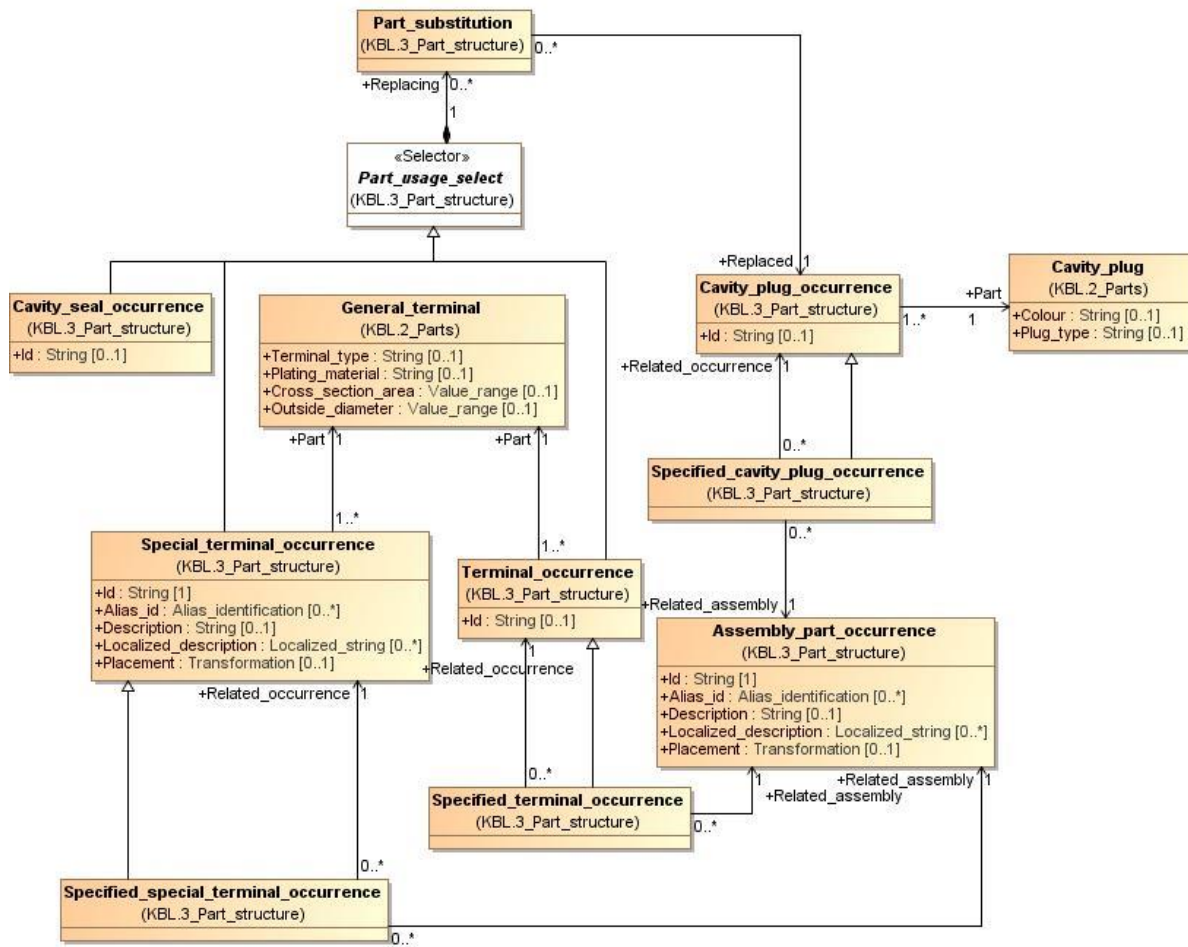 Part_substitution
(KBL.3_Part_structure)
0..*
+Replacing
0..*
1
«Selector»
Part_usage_select
(KBL.3_Part_structure)
+Replaced
1
Cavity_seal_occurrence
(KBL.3_Part_structure)
+Id : String [0..1]
General_terminal
(KBL.2_Parts)
+Terminal_type : String [0..1]
+Plating_material : String [0..1]
+Cross_section_area : Value_range [0..1]
+Outside_diameter : Value_range [0..1]
Cavity_plug_occurrence
(KBL.3_Part_structure)
+Id : String [0..1]
+Part
1..*
1
Cavity_plug
(KBL.2_Parts)
+Colour : String [0..1]
+Plug_type : String [0..1]
+Related_occurrence
1
+Part
1
+Part
1
0..*
Specified_cavity_plug_occurrence
(KBL.3_Part_structure)
1..*
1..*
0..*
Special_terminal_occurrence
(KBL.3_Part_structure)
+Id : String [1]
+Alias_id : Alias_identification [0..*]
+Description : String [0..1]
+Localized_description : Localized_string [0..*]
+Placement : Transformation [0..1]
Terminal_occurrence
(KBL.3_Part_structure)
+Id : String [0..1]
+Related_assembly
1
Assembly_part_occurrence
(KBL.3_Part_structure)
+Id : String [1]
+Alias_id : Alias_identification [0..*]
+Description : String [0..1]
+Localized_description : Localized_string [0..*]
+Placement : Transformation [0..1]
1
+Related_occurrence
+Related_occurrence
1
0..*
1
+Related_assembly
1
+Related_assembly
Specified_terminal_occurrence
(KBL.3_Part_structure)
0..*
0..*
Specified_special_terminal_occurrence
(KBL.3_Part_structure)
0..*